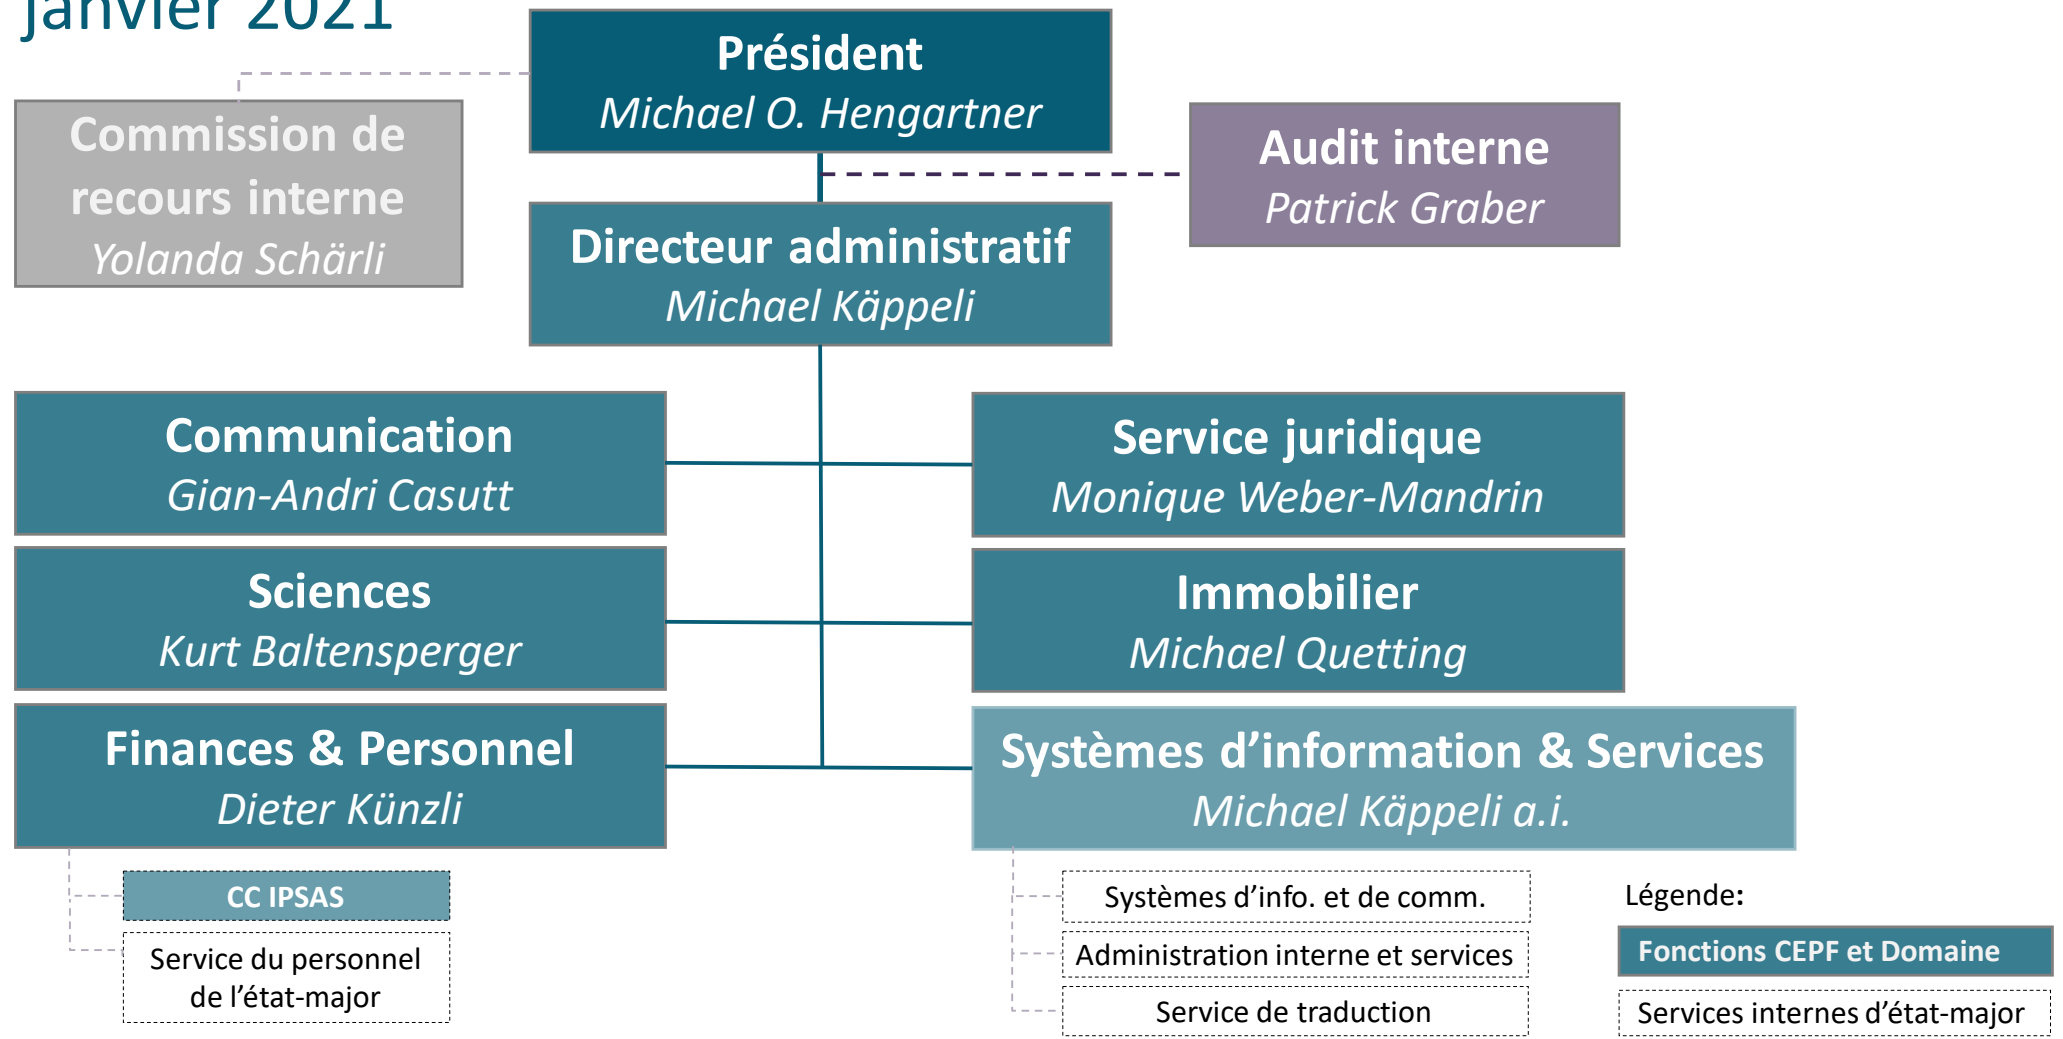 janvier 2021
Président
Michael O. Hengartner
Commission de
recours interne
Yolanda Schärli
Audit interne
Patrick Graber
Directeur administratif
Michael Käppeli
Communication
Gian-Andri Casutt
Service juridique
Monique Weber-Mandrin
Sciences
Kurt Baltensperger
Immobilier
Michael Quetting
Finances & Personnel
Dieter Künzli
Systèmes d’information & Services
Michael Käppeli a.i.
CC IPSAS
Service du personnel
de l’état-major
Systèmes d’info. et de comm.
Administration interne et services
Service de traduction
Légende:
Fonctions CEPF et Domaine
Services internes d’état-major